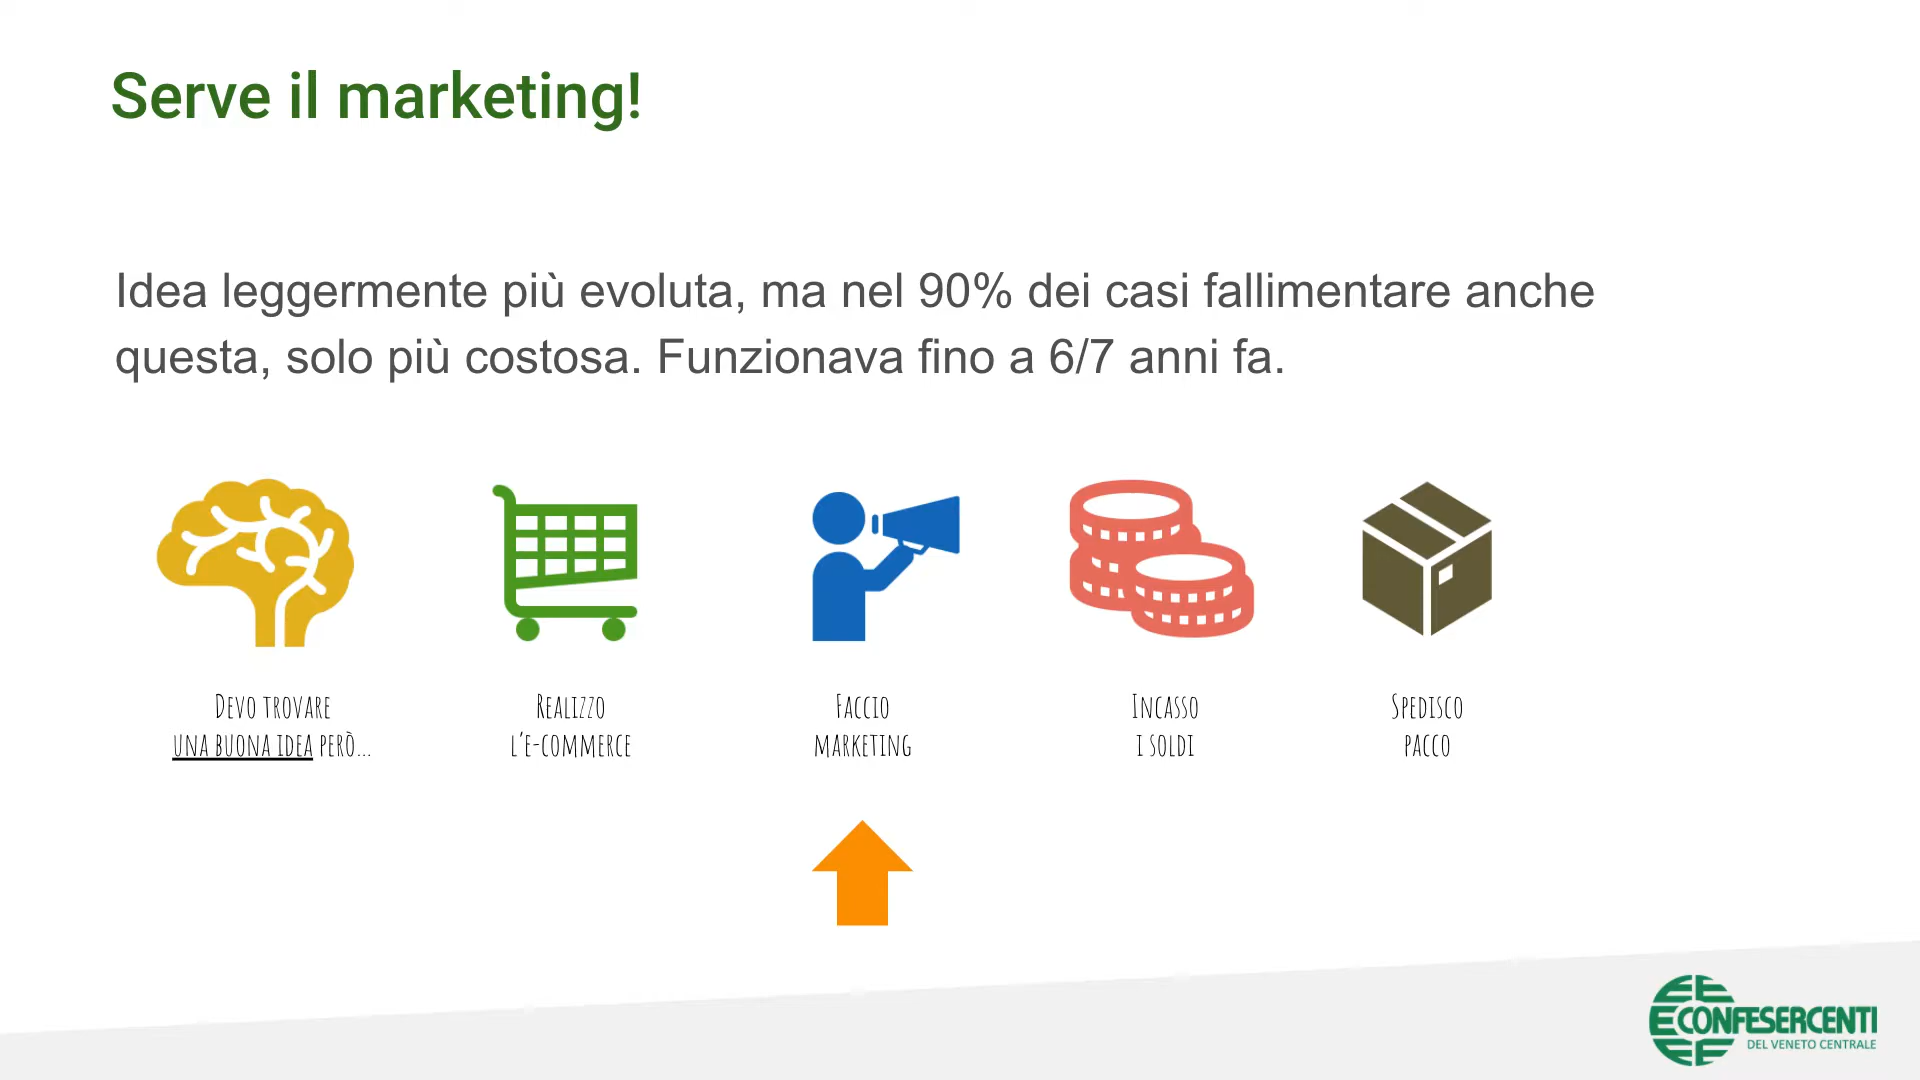 Serve il marketing!
Idea leggermente più evoluta, ma nel 90% dei casi fallimentare anche
questa, solo più costosa. Funzionava fino a 6/7 anni fa.
Devo trovare
una buona idea però...
Realizzo
l'e-commerce
Faccio
marketing
Incasso
i soldi
Spedisco
pacco
CONFESERCENTI
DEL VENETO CENTRALE